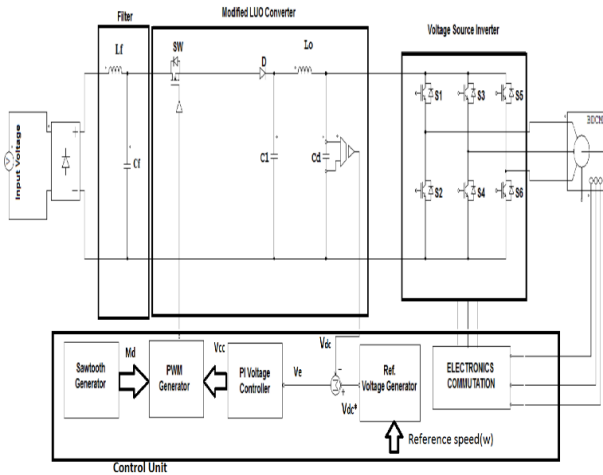 Filter
Modified LUO Converter
Voltage Source Inverter
Lf
SW
D
Lo
S1
S3
S5
BDCM
Input Voltage
Cf
C1
Cd
S2
S4
S6
Vdc
Sawtooth
Generator
Md
PWM
Generator
Vcc
PI Voltage
Controller
Ve
Vdc*
Ref.
Voltage Generator
ELECTRONICS
COMMUTATION
Reference speed(w)
Control Unit